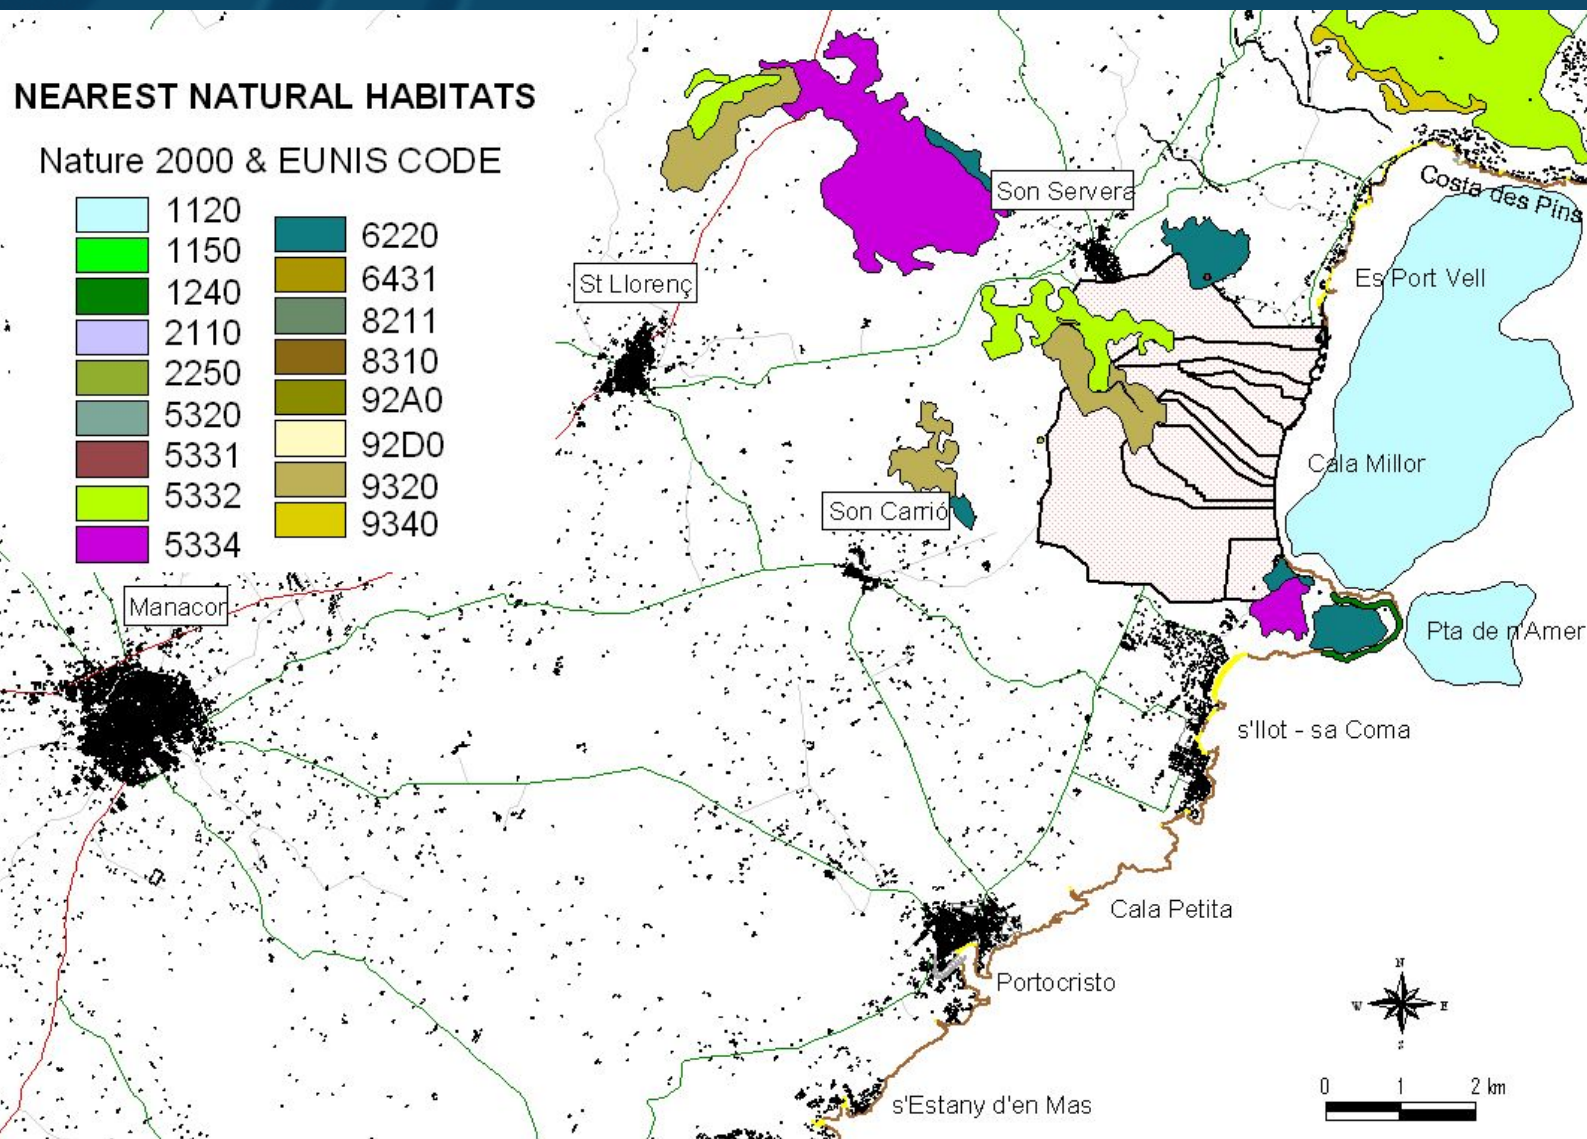 NEAREST NATURAL HABITATS
Nature 2000 & EUNIS CODE
1120
1150
1240
2110
2250
5320
5331
5332
5334
6220
6431
8211
8310
92A0
92D0
9320
9340
Son Servera
Costa des Pins
St Llorenç
Es Port Vell
Cala Millor
Son Carrió
Manacor
Pta de n'Amer
s'Illot - sa Coma
Cala Petita
Portocristo
s'Estany d'en Mas
N
W E
S
0 1 2 km